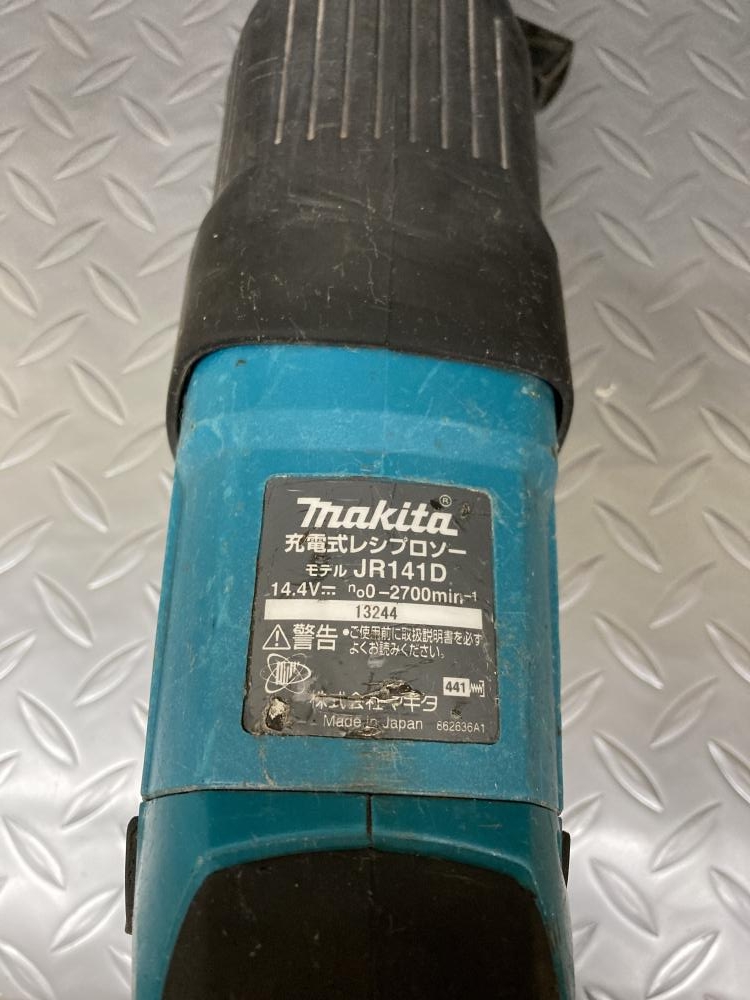 makita®
充電式レシプロソー
モデル JR141D
14.4V⎓ n₀0-2700min⁻¹
13244
⚠警告 •ご使用前に取扱説明書を必ず
よくお読みください。
441
株式会社マキタ
Made in Japan 862636A1